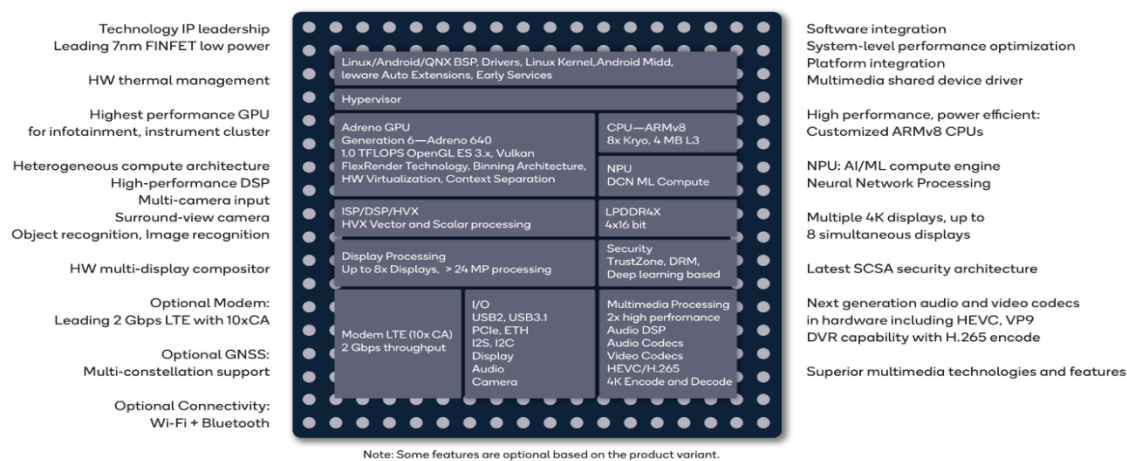 Technology IP leadership
Leading 7nm FINFET low power
HW thermal management
Highest performance GPU
for infotainment, instrument cluster
Heterogeneous compute architecture
High-performance DSP
Multi-camera input
Surround-view camera
Object recognition, Image recognition
HW multi-display compositor
Optional Modem:
Leading 2 Gbps LTE with 10xCA
Optional GNSS:
Multi-constellation support
Optional Connectivity:
Wi-Fi + Bluetooth
Linux/Android/QNX BSP, Drivers, Linux Kernel,Android Midd,
leware Auto Extensions, Early Services
Hypervisor
Adreno GPU
Generation 6—Adreno 640
1.0 TFLOPS OpenGL ES 3.x, Vulkan
FlexRender Technology, Binning Architecture,
HW Virtualization, Context Separation
CPU—ARMv8
8x Kryo, 4 MB L3
NPU
DCN ML Compute
ISP/DSP/HVX
HVX Vector and Scalar processing
LPDDR4X
4x16 bit
Display Processing
Up to 8x Displays, > 24 MP processing
Security
TrustZone, DRM,
Deep learning based
Modem LTE (10x CA)
2 Gbps throughput
I/O
USB2, USB3.1
PCIe, ETH
I2S, I2C
Display
Audio
Camera
Multimedia Processing
2x high perfromance
Audio DSP
Audio Codecs
Video Codecs
HEVC/H.265
4K Encode and Decode
Software integration
System-level performance optimization
Platform integration
Multimedia shared device driver
High performance, power efficient:
Customized ARMv8 CPUs
NPU: AI/ML compute engine
Neural Network Processing
Multiple 4K displays, up to
8 simultaneous displays
Latest SCSA security architecture
Next generation audio and video codecs
in hardware including HEVC, VP9
DVR capability with H.265 encode
Superior multimedia technologies and features
Note: Some features are optional based on the product variant.